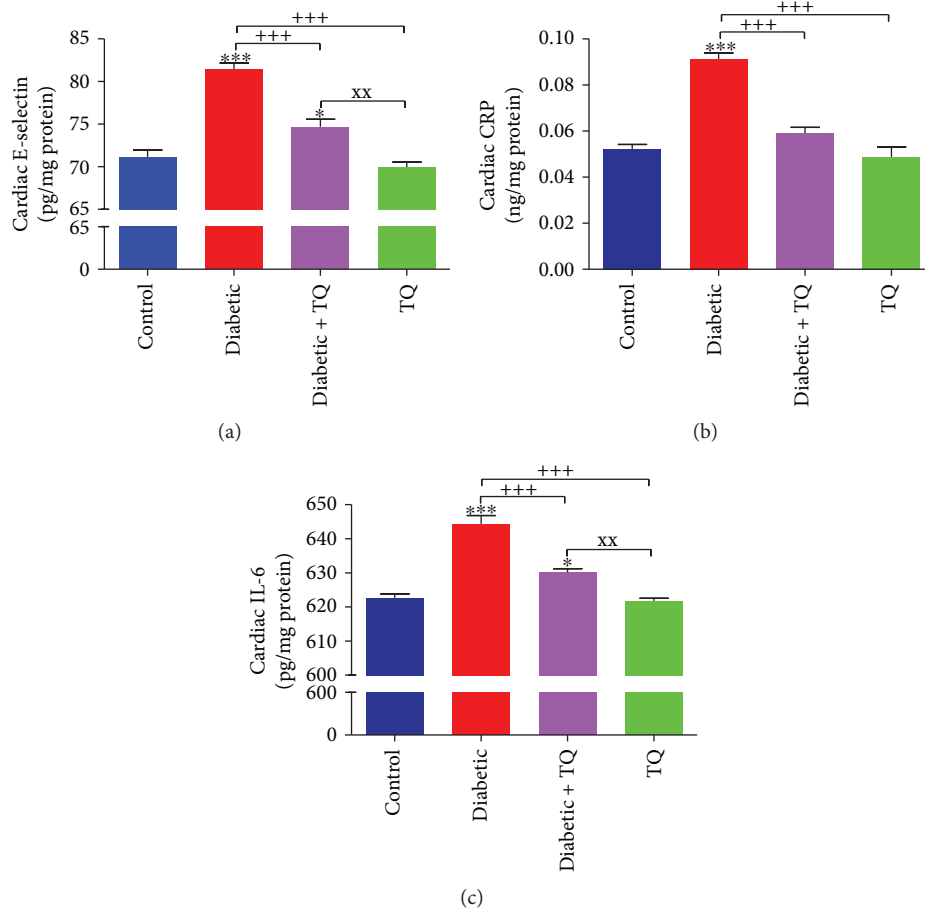 +++
+++
***
*
xx
Cardiac E-selectin
(pg/mg protein)
85
80
75
70
65
65
0
Control
Diabetic
Diabetic + TQ
TQ
(a)
+++
+++
***
Cardiac CRP
(ng/mg protein)
0.10
0.08
0.06
0.04
0.02
0.00
Control
Diabetic
Diabetic + TQ
TQ
(b)
+++
+++
***
*
xx
Cardiac IL-6
(pg/mg protein)
650
640
630
620
610
600
600
0
Control
Diabetic
Diabetic + TQ
TQ
(c)